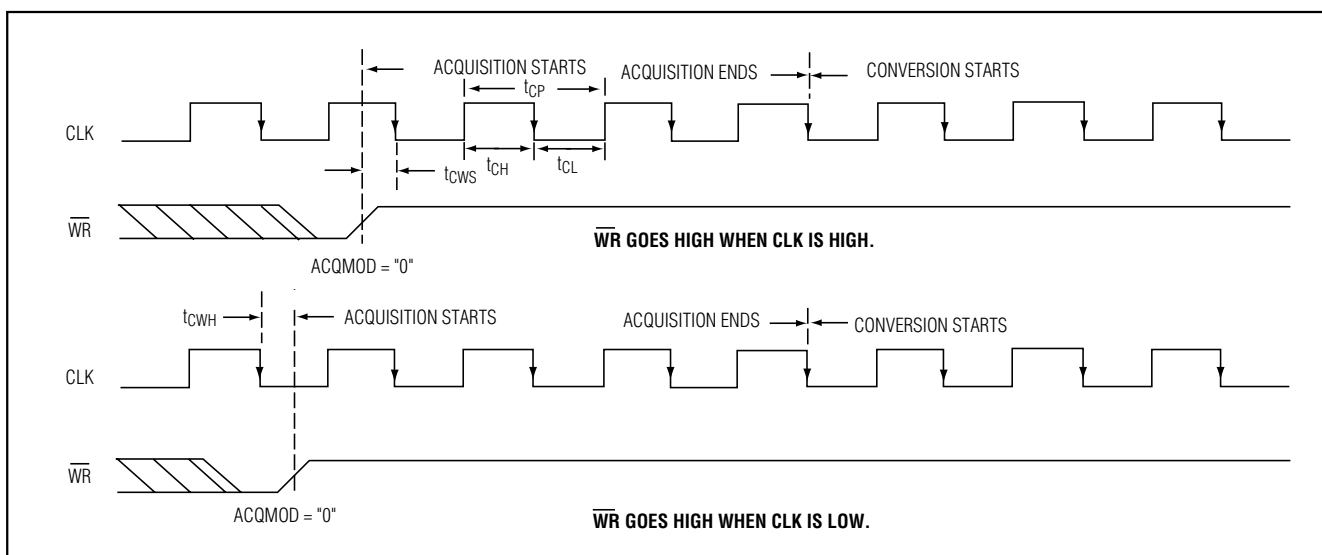 ACQUISITION STARTS
ACQUISITION ENDS
CONVERSION STARTS
tCP
CLK
tCWS
tCH
tCL
WR
WR GOES HIGH WHEN CLK IS HIGH.
ACQMOD = "0"
tCWH
ACQUISITION STARTS
ACQUISITION ENDS
CONVERSION STARTS
CLK
WR
ACQMOD = "0"
WR GOES HIGH WHEN CLK IS LOW.